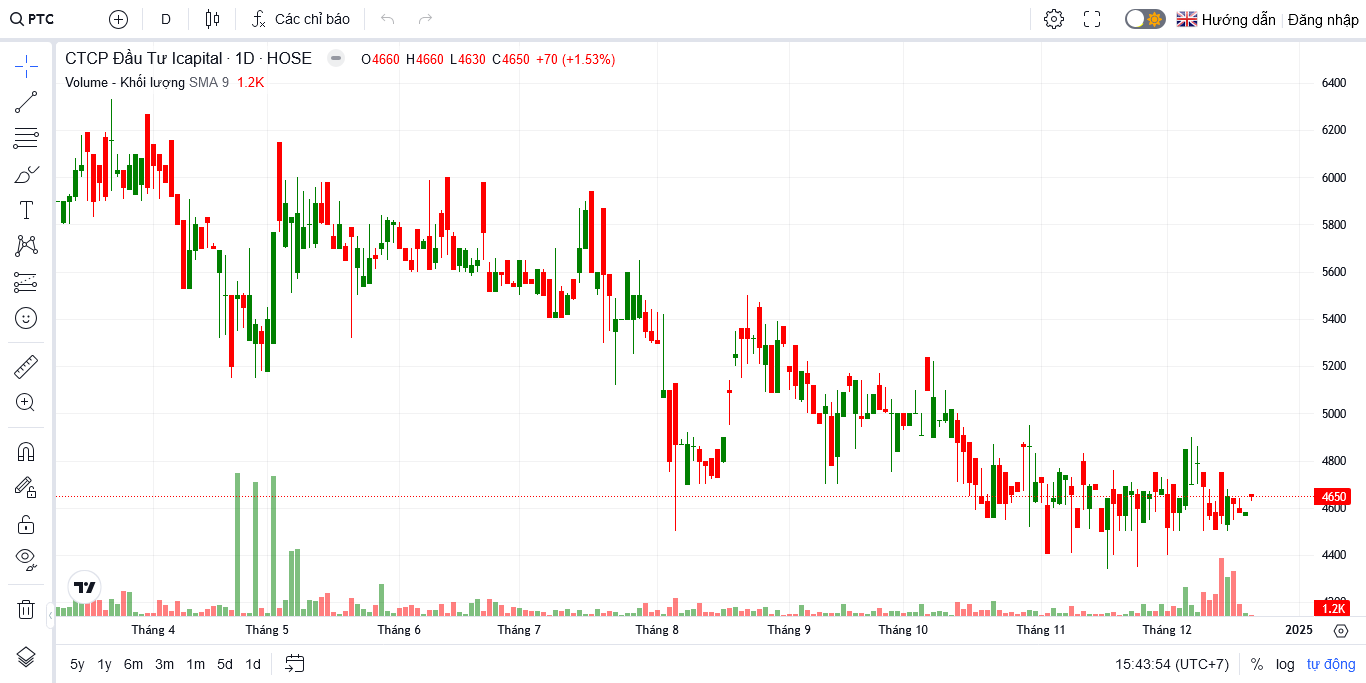 PTC D Các chỉ báo Hướng dẫn Đăng nhập
CTCP Đầu Tư Icapital · 1D · HOSE O4660 H4660 L4630 C4650 +70 (+1.53%)
Volume - Khối lượng SMA 9 1.2K
6400
6200
6000
5800
5600
5400
5200
5000
4800
4650
4600
4400
1.2K
Tháng 4 Tháng 5 Tháng 6 Tháng 7 Tháng 8 Tháng 9 Tháng 10 Tháng 11 Tháng 12 2025
5y 1y 6m 3m 1m 5d 1d 15:43:54 (UTC+7) % log tự động